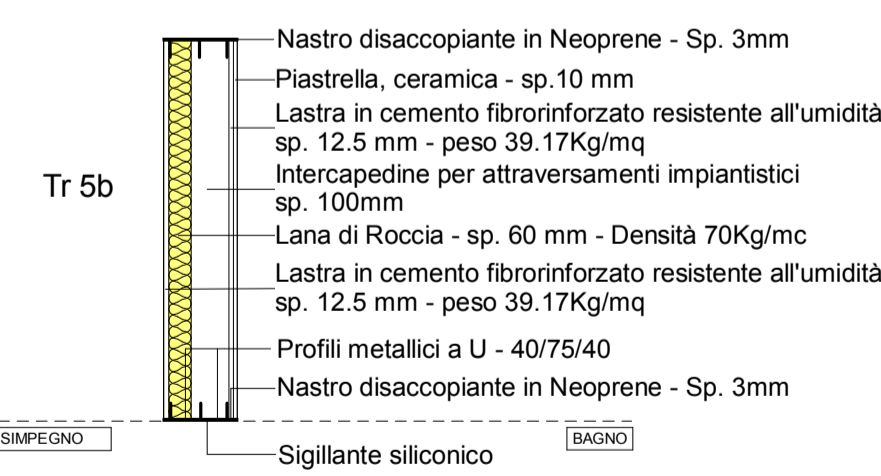 Nastro disaccopiante in Neoprene - Sp. 3mm
Piastrella, ceramica - sp.10 mm
Lastra in cemento fibrorinforzato resistente all'umidità
sp. 12.5 mm - peso 39.17Kg/mq
Tr 5b
Intercapedine per attraversamenti impiantistici
sp. 100mm
Lana di Roccia - sp. 60 mm - Densità 70Kg/mc
Lastra in cemento fibrorinforzato resistente all'umidità
sp. 12.5 mm - peso 39.17Kg/mq
Profili metallici a U - 40/75/40
Nastro disaccopiante in Neoprene - Sp. 3mm
SIMPEGNO
BAGNO
Sigillante siliconico